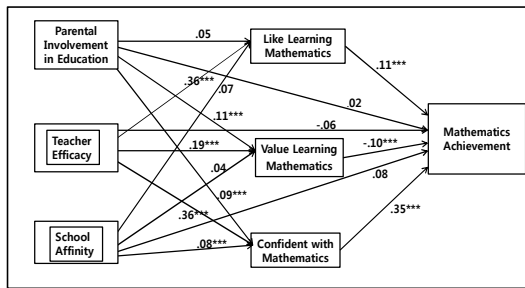 Parental
Involvement
in Education
.05
Like Learning
Mathematics
.36***
.07
.11***
.11***
.02
-.06
Mathematics
Achievement
Teacher
Efficacy
.19***
Value Learning
Mathematics
-.10***
.04
.08
.09***
.36***
.35***
School
Affinity
.08***
Confident with
Mathematics